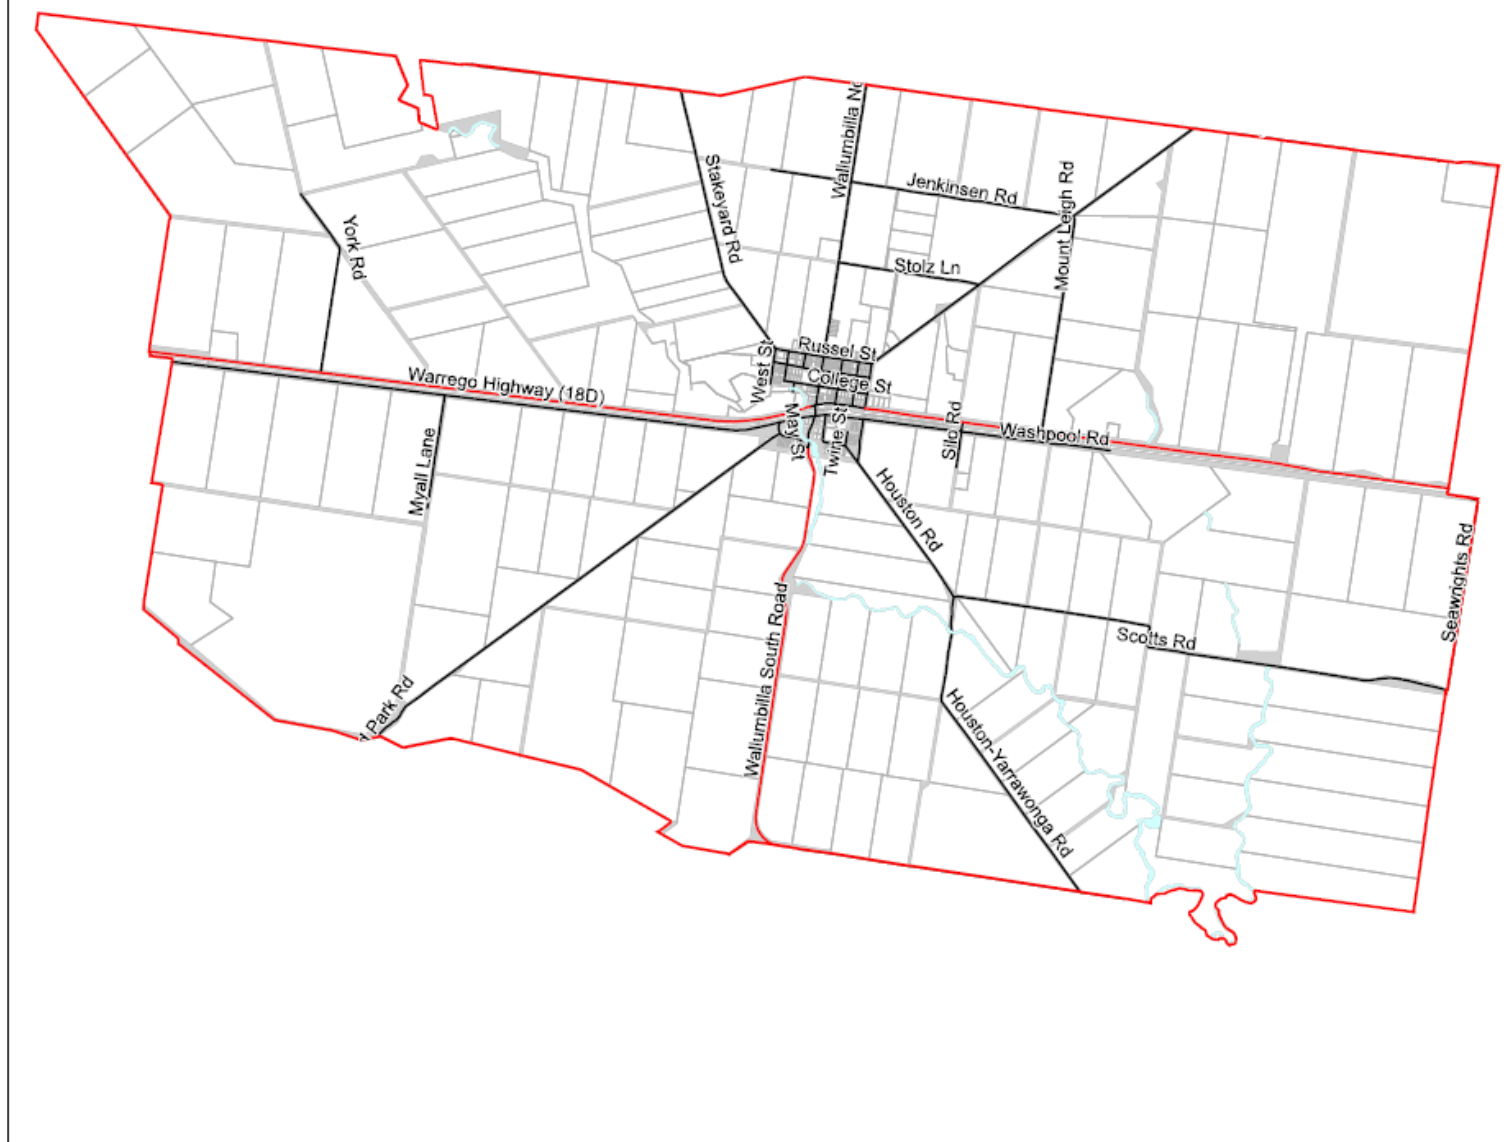 Wallumbilla No
Stakeyard Rd
Jenkinsen Rd
Mount Leigh Rd
York Rd
Stolz Ln
Russel St
West St
College St
Warrego Highway (18D)
May St
Twine St
Silo Rd
Washpool Rd
Myall Lane
Houston Rd
Seawrights Rd
Scotts Rd
Wallumbilla South Road
Park Rd
Houston-Yarrawonga Rd